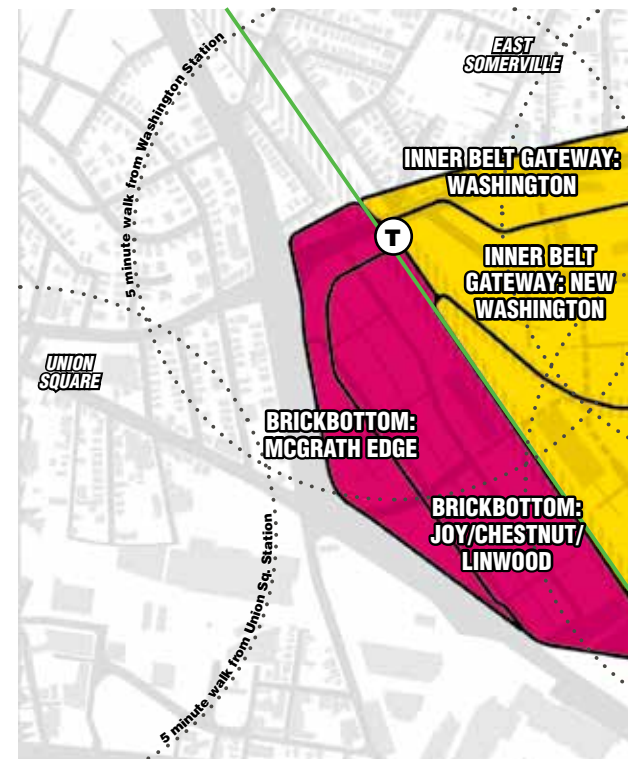 EAST
SOMERVILLE
5 minute walk from Washington Station
INNER BELT GATEWAY:
WASHINGTON
T
INNER BELT
GATEWAY: NEW
WASHINGTON
UNION
SQUARE
BRICKBOTTOM:
MCGRATH EDGE
BRICKBOTTOM:
JOY/CHESTNUT/
LINWOOD
5 minute walk from Union Sq. Station